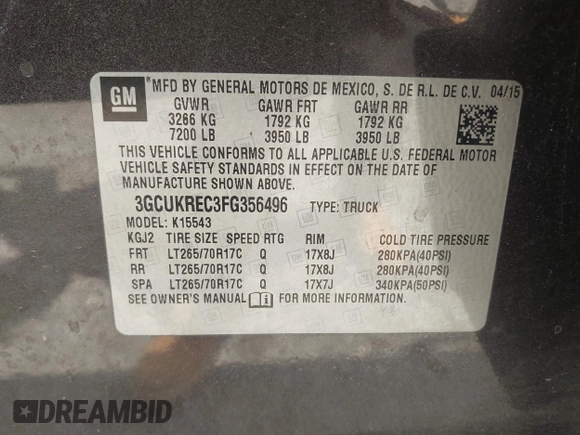 GM
*MFD BY GENERAL MOTORS DE MEXICO, S. DE R.L. DE C.V. 04/15
GVWR GAWR FRT GAWR RR
3266 KG 1792 KG 1792 KG
7200 LB 3950 LB 3950 LB
THIS VEHICLE CONFORMS TO ALL APPLICABLE U.S. FEDERAL MOTOR
VEHICLE SAFETY STANDARDS IN EFFECT ON THE DATE OF
MANUFACTURE SHOWN ABOVE.
3GCUKREC3FG356496 TYPE: TRUCK
MODEL: K15543
KGJ2 TIRE SIZE SPEED RTG RIM COLD TIRE PRESSURE
FRT LT265/70R17C Q 17X8J 280KPA(40PSI)
RR LT265/70R17C Q 17X8J 280KPA(40PSI)
SPA LT265/70R17C Q 17X7J 340KPA(50PSI)
SEE OWNER'S MANUAL FOR MORE INFORMATION.
DREAMBID